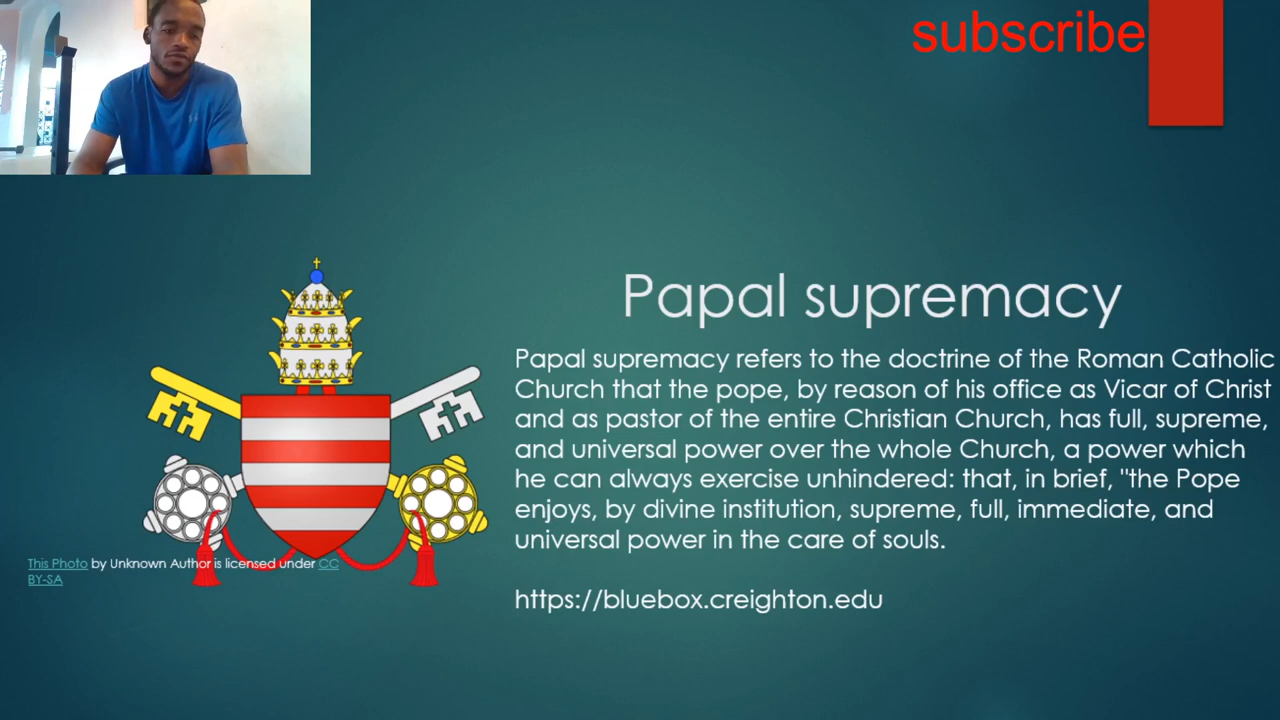 subscribe
Papal supremacy
Papal supremacy refers to the doctrine of the Roman Catholic
Church that the pope, by reason of his office as Vicar of Christ
and as pastor of the entire Christian Church, has full, supreme,
and universal power over the whole Church, a power which
he can always exercise unhindered: that, in brief, "the Pope
enjoys, by divine institution, supreme, full, immediate, and
universal power in the care of souls.
https://bluebox.creighton.edu
This Photo by Unknown Author is licensed under CC
BY-SA